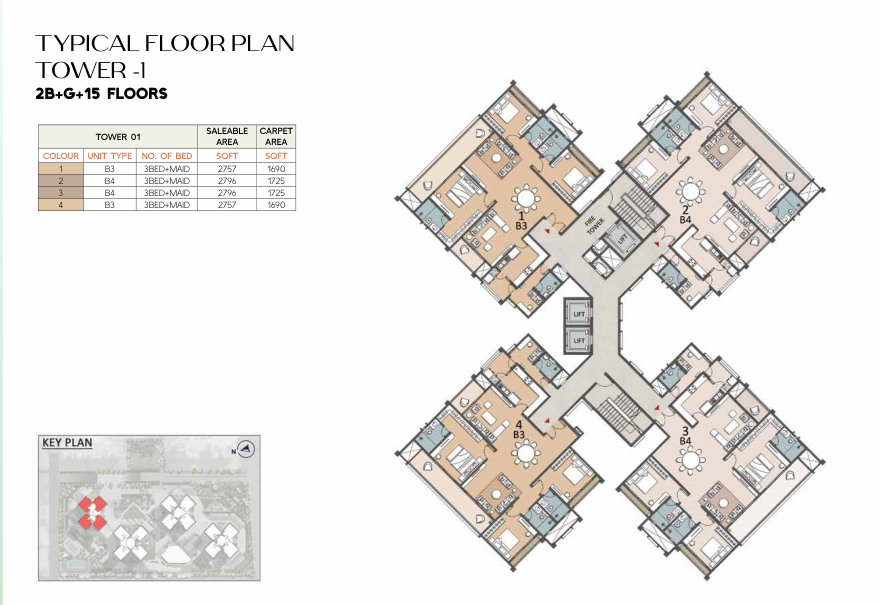 TYPICAL FLOOR PLAN
TOWER -1
2B+G+15 FLOORS
TOWER 01 SALEABLE AREA CARPET AREA
COLOUR UNIT TYPE NO. OF BED SQFT SQFT
1 B3 3BED+MAID 2757 1690
2 B4 3BED+MAID 2796 1725
3 B4 3BED+MAID 2796 1725
4 B3 3BED+MAID 2757 1690
1
B3
2
B4
FIRE
TOWER
LIFT
LIFT
LIFT
4
B3
3
B4
KEY PLAN
N